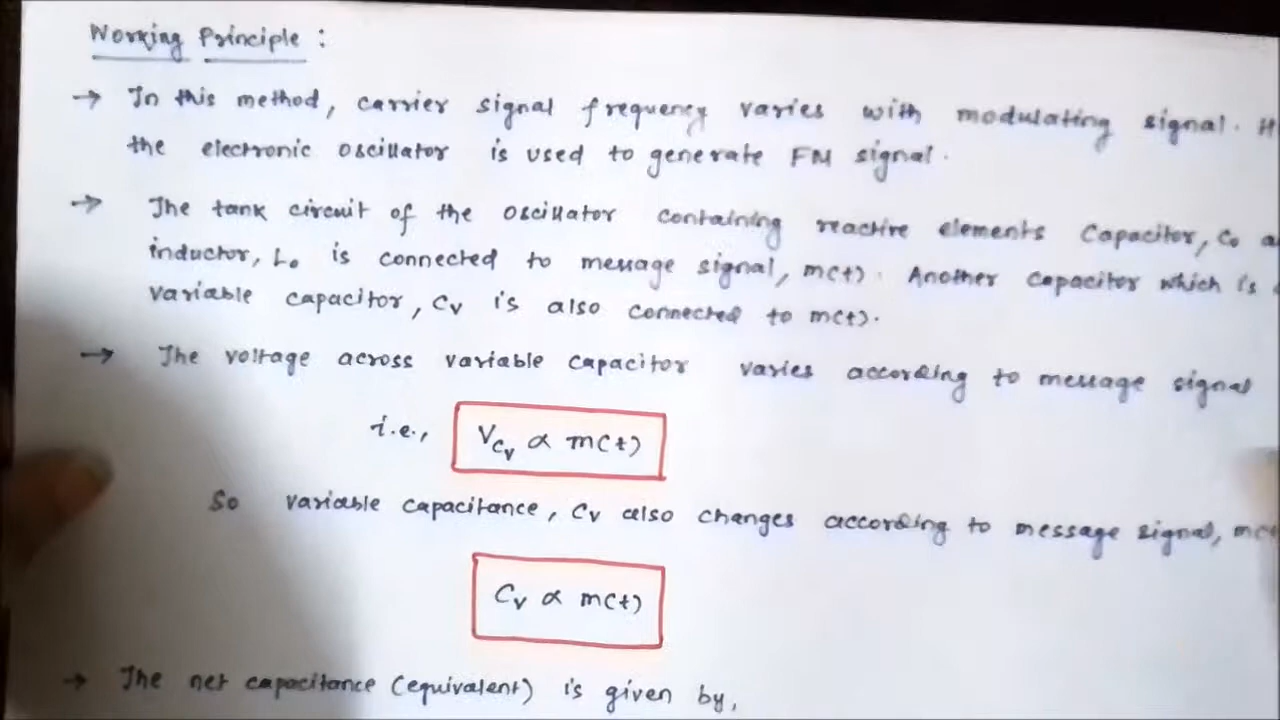 Working Principle :
→ In this method, carrier signal frequency varies with modulating signal.
the electronic oscillator is used to generate FM signal.
→ The tank circuit of the oscillator containing reactive elements Capacitor, C₀
inductor, L₀ is connected to message signal, m(t). Another capacitor which is
variable capacitor, Cv is also connected to m(t).
→ The voltage across variable capacitor varies according to message signal
i.e., V_Cv ∝ m(t)
So variable capacitance, Cv also changes according to message signal,
Cv ∝ m(t)
→ The net capacitance (equivalent) is given by,